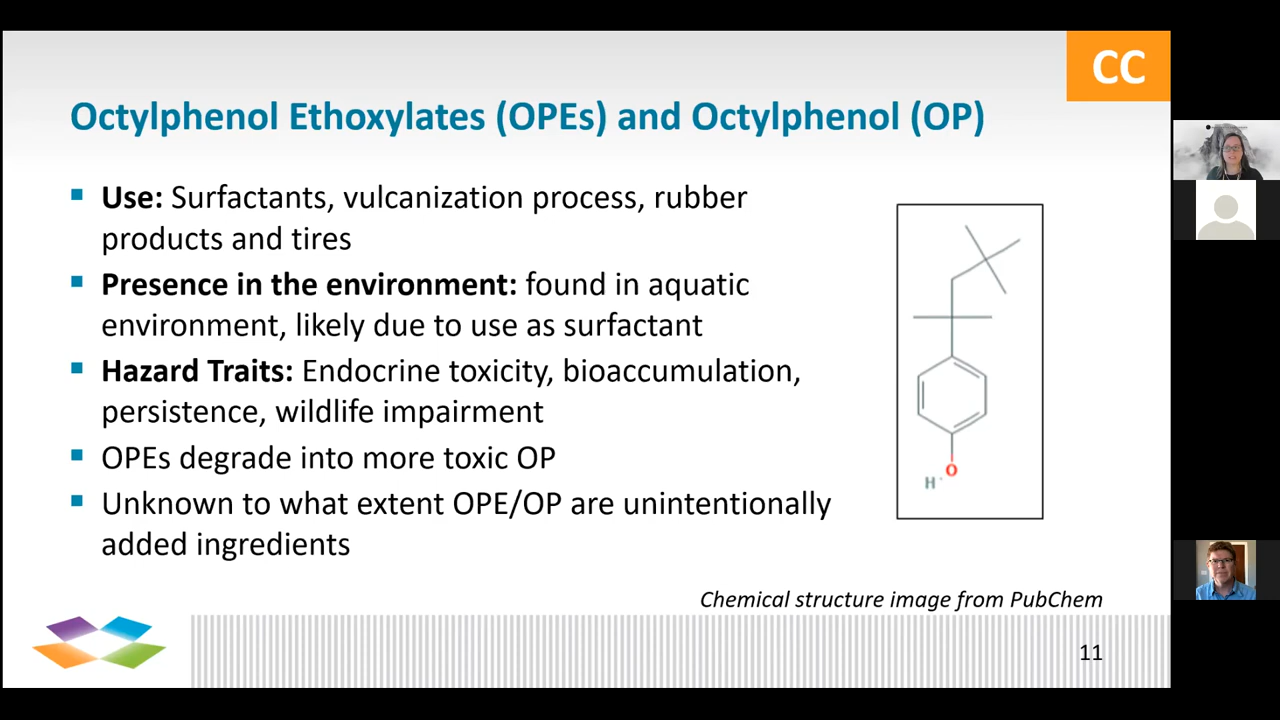 CC
Octylphenol Ethoxylates (OPEs) and Octylphenol (OP)
Use: Surfactants, vulcanization process, rubber
products and tires
Presence in the environment: found in aquatic
environment, likely due to use as surfactant
Hazard Traits: Endocrine toxicity, bioaccumulation,
persistence, wildlife impairment
OPEs degrade into more toxic OP
Unknown to what extent OPE/OP are unintentionally
added ingredients
O
H
Chemical structure image from PubChem
11